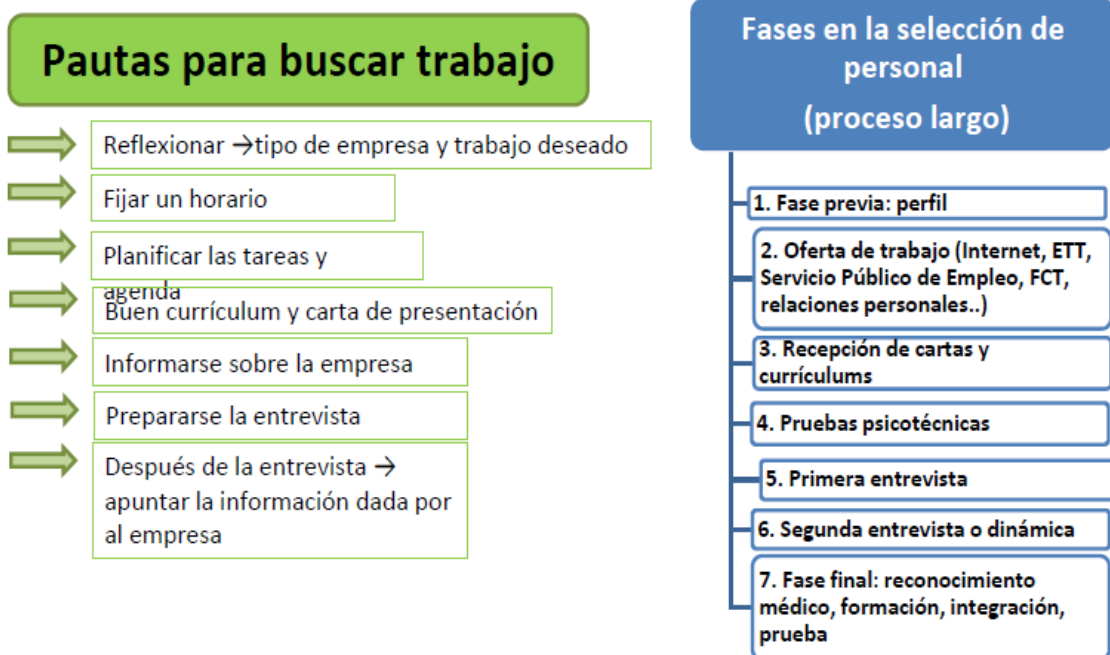 Pautas para buscar trabajo
Reflexionar →tipo de empresa y trabajo deseado
Fijar un horario
Planificar las tareas y
agenda
Buen currículum y carta de presentación
Informarse sobre la empresa
Prepararse la entrevista
Después de la entrevista →
apuntar la información dada por
al empresa
Fases en la selección de
personal
(proceso largo)
1. Fase previa: perfil
2. Oferta de trabajo (Internet, ETT,
Servicio Público de Empleo, FCT,
relaciones personales..)
3. Recepción de cartas y
currículums
4. Pruebas psicotécnicas
5. Primera entrevista
6. Segunda entrevista o dinámica
7. Fase final: reconocimiento
médico, formación, integración,
prueba